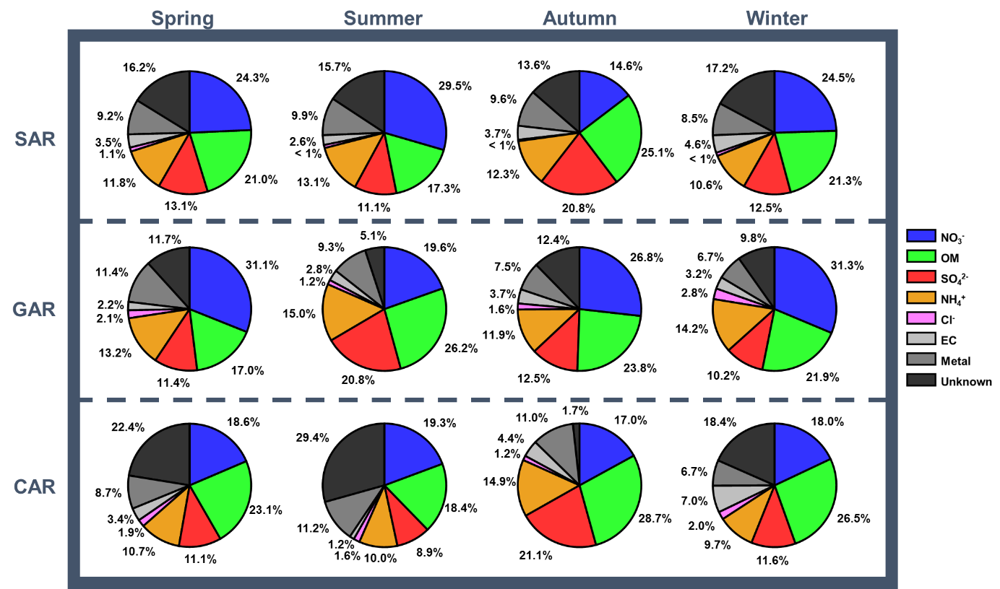 Spring Summer Autumn Winter
SAR
16.2% 24.3% 9.2% 3.5% 1.1% 11.8% 13.1% 21.0%
15.7% 29.5% 9.9% 2.6% < 1% 13.1% 11.1% 17.3%
13.6% 14.6% 9.6% 3.7% < 1% 12.3% 20.8% 25.1%
17.2% 24.5% 8.5% 4.6% < 1% 10.6% 12.5% 21.3%
GAR
11.7% 31.1% 11.4% 2.2% 2.1% 13.2% 11.4% 17.0%
5.1% 19.6% 9.3% 2.8% 1.2% 15.0% 20.8% 26.2%
12.4% 26.8% 7.5% 3.7% 1.6% 11.9% 12.5% 23.8%
9.8% 31.3% 6.7% 3.2% 2.8% 14.2% 10.2% 21.9%
CAR
22.4% 18.6% 8.7% 3.4% 1.9% 10.7% 11.1% 23.1%
29.4% 19.3% 11.2% 1.2% 1.6% 10.0% 8.9% 18.4%
1.7% 17.0% 11.0% 4.4% 1.2% 14.9% 21.1% 28.7%
18.4% 18.0% 6.7% 7.0% 2.0% 9.7% 11.6% 26.5%
NO₃⁻
OM
SO₄²⁻
NH₄⁺
Cl⁻
EC
Metal
Unknown